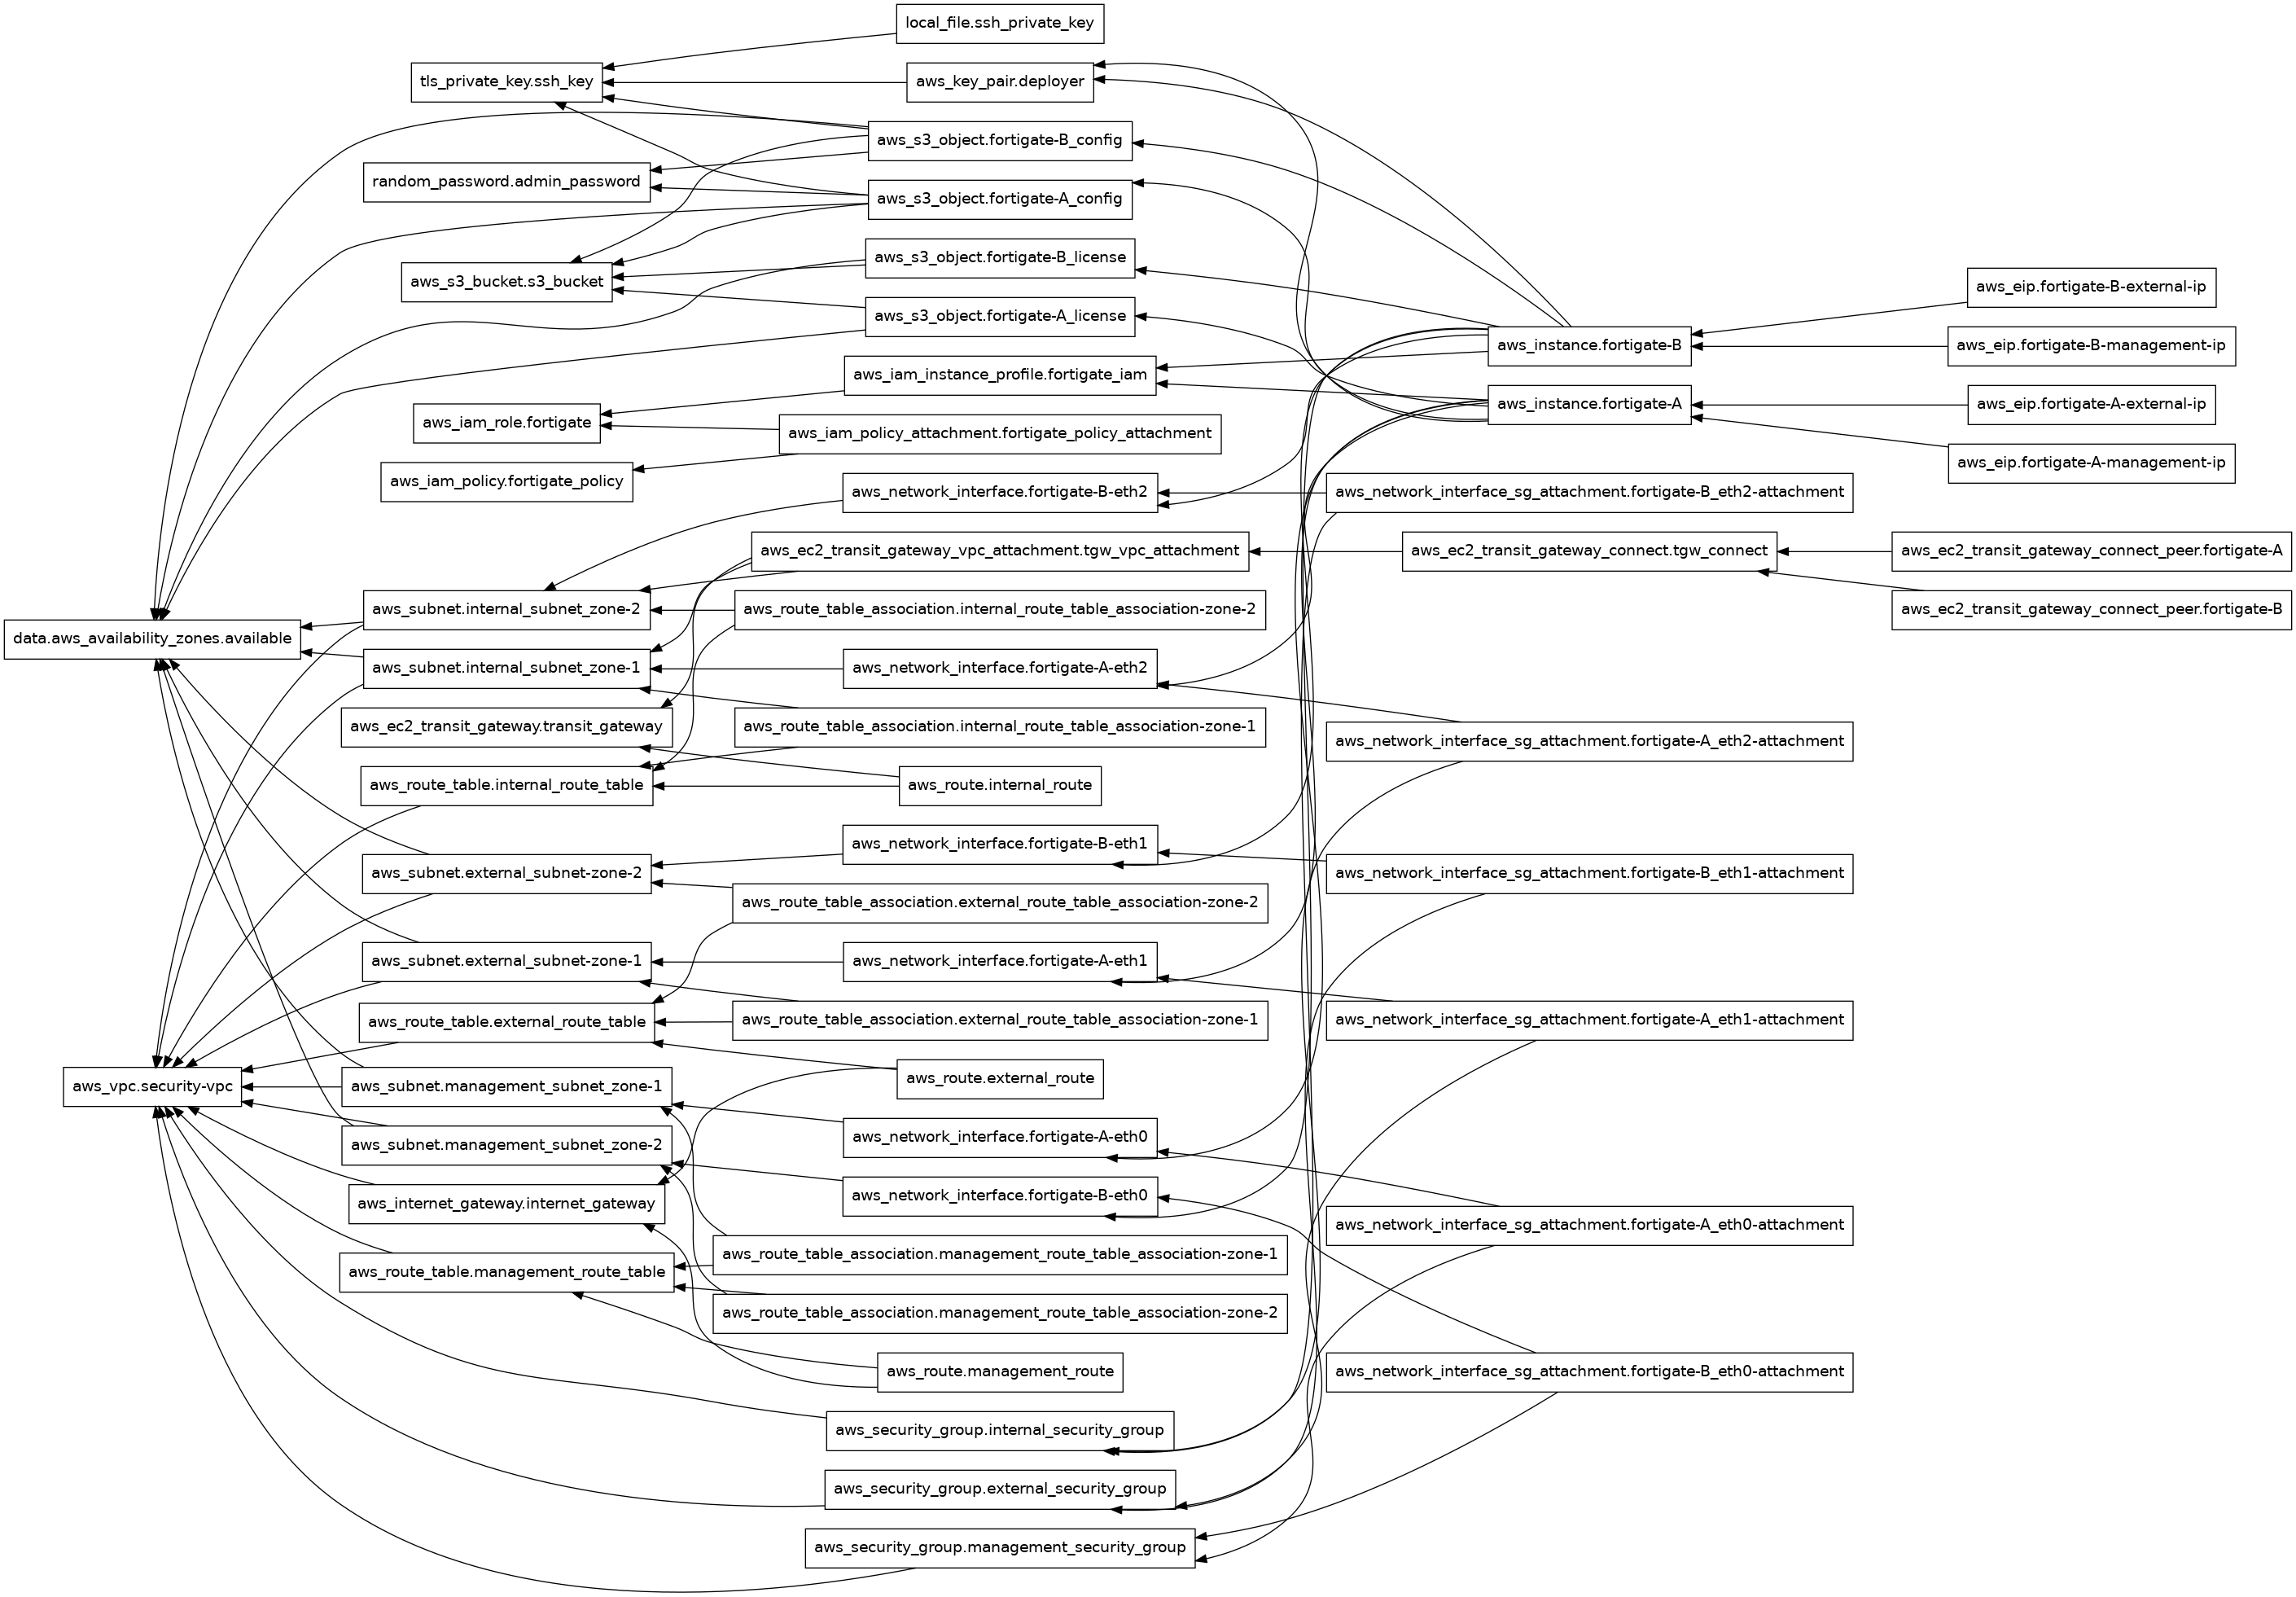 local_file.ssh_private_key
tls_private_key.ssh_key
aws_key_pair.deployer
aws_s3_object.fortigate-B_config
random_password.admin_password
aws_s3_object.fortigate-A_config
aws_s3_object.fortigate-B_license
aws_s3_bucket.s3_bucket
aws_eip.fortigate-B-external-ip
aws_s3_object.fortigate-A_license
aws_instance.fortigate-B
aws_eip.fortigate-B-management-ip
aws_iam_instance_profile.fortigate_iam
aws_instance.fortigate-A
aws_eip.fortigate-A-external-ip
aws_iam_role.fortigate
aws_iam_policy_attachment.fortigate_policy_attachment
aws_eip.fortigate-A-management-ip
aws_iam_policy.fortigate_policy
aws_network_interface.fortigate-B-eth2
aws_network_interface_sg_attachment.fortigate-B_eth2-attachment
aws_ec2_transit_gateway_vpc_attachment.tgw_vpc_attachment
aws_ec2_transit_gateway_connect.tgw_connect
aws_ec2_transit_gateway_connect_peer.fortigate-A
aws_subnet.internal_subnet_zone-2
aws_route_table_association.internal_route_table_association-zone-2
aws_ec2_transit_gateway_connect_peer.fortigate-B
data.aws_availability_zones.available
aws_subnet.internal_subnet_zone-1
aws_network_interface.fortigate-A-eth2
aws_ec2_transit_gateway.transit_gateway
aws_route_table_association.internal_route_table_association-zone-1
aws_network_interface_sg_attachment.fortigate-A_eth2-attachment
aws_route_table.internal_route_table
aws_route.internal_route
aws_network_interface.fortigate-B-eth1
aws_subnet.external_subnet-zone-2
aws_network_interface_sg_attachment.fortigate-B_eth1-attachment
aws_route_table_association.external_route_table_association-zone-2
aws_subnet.external_subnet-zone-1
aws_network_interface.fortigate-A-eth1
aws_route_table.external_route_table
aws_route_table_association.external_route_table_association-zone-1
aws_network_interface_sg_attachment.fortigate-A_eth1-attachment
aws_vpc.security-vpc
aws_subnet.management_subnet_zone-1
aws_route.external_route
aws_subnet.management_subnet_zone-2
aws_network_interface.fortigate-A-eth0
aws_internet_gateway.internet_gateway
aws_network_interface.fortigate-B-eth0
aws_network_interface_sg_attachment.fortigate-A_eth0-attachment
aws_route_table.management_route_table
aws_route_table_association.management_route_table_association-zone-1
aws_route_table_association.management_route_table_association-zone-2
aws_route.management_route
aws_network_interface_sg_attachment.fortigate-B_eth0-attachment
aws_security_group.internal_security_group
aws_security_group.external_security_group
aws_security_group.management_security_group